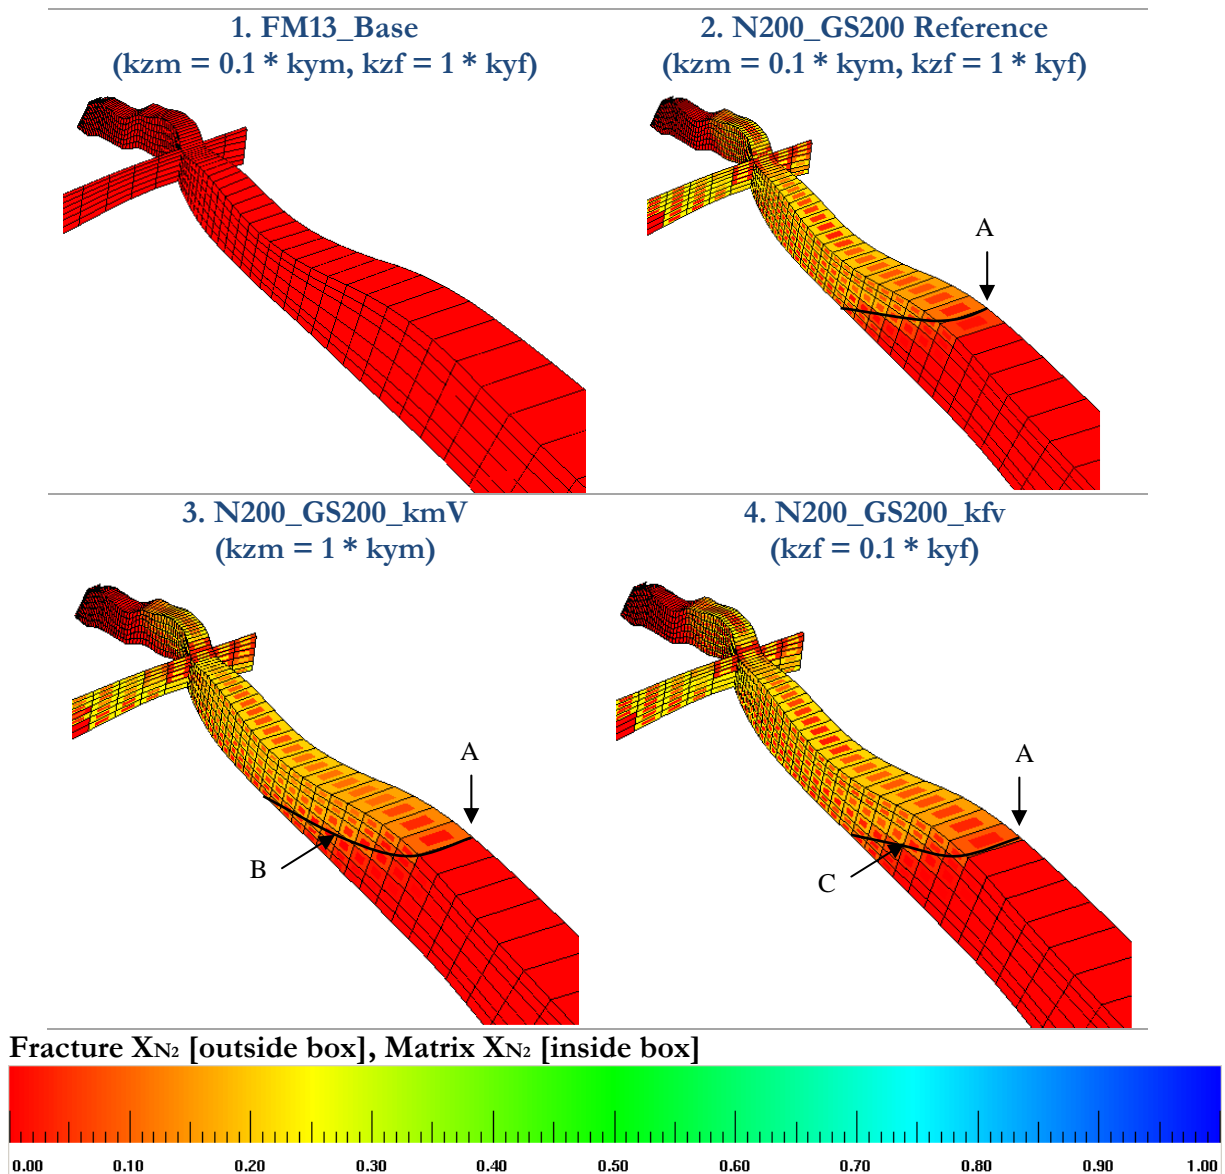 1. FM13_Base
(kzm = 0.1 * kym, kzf = 1 * kyf)
2. N200_GS200 Reference
(kzm = 0.1 * kym, kzf = 1 * kyf)
A
3. N200_GS200_kmV
(kzm = 1 * kym)
4. N200_GS200_kfv
(kzf = 0.1 * kyf)
A
B
A
C
Fracture XN2 [outside box], Matrix XN2 [inside box]
0.00 0.10 0.20 0.30 0.40 0.50 0.60 0.70 0.80 0.90 1.00